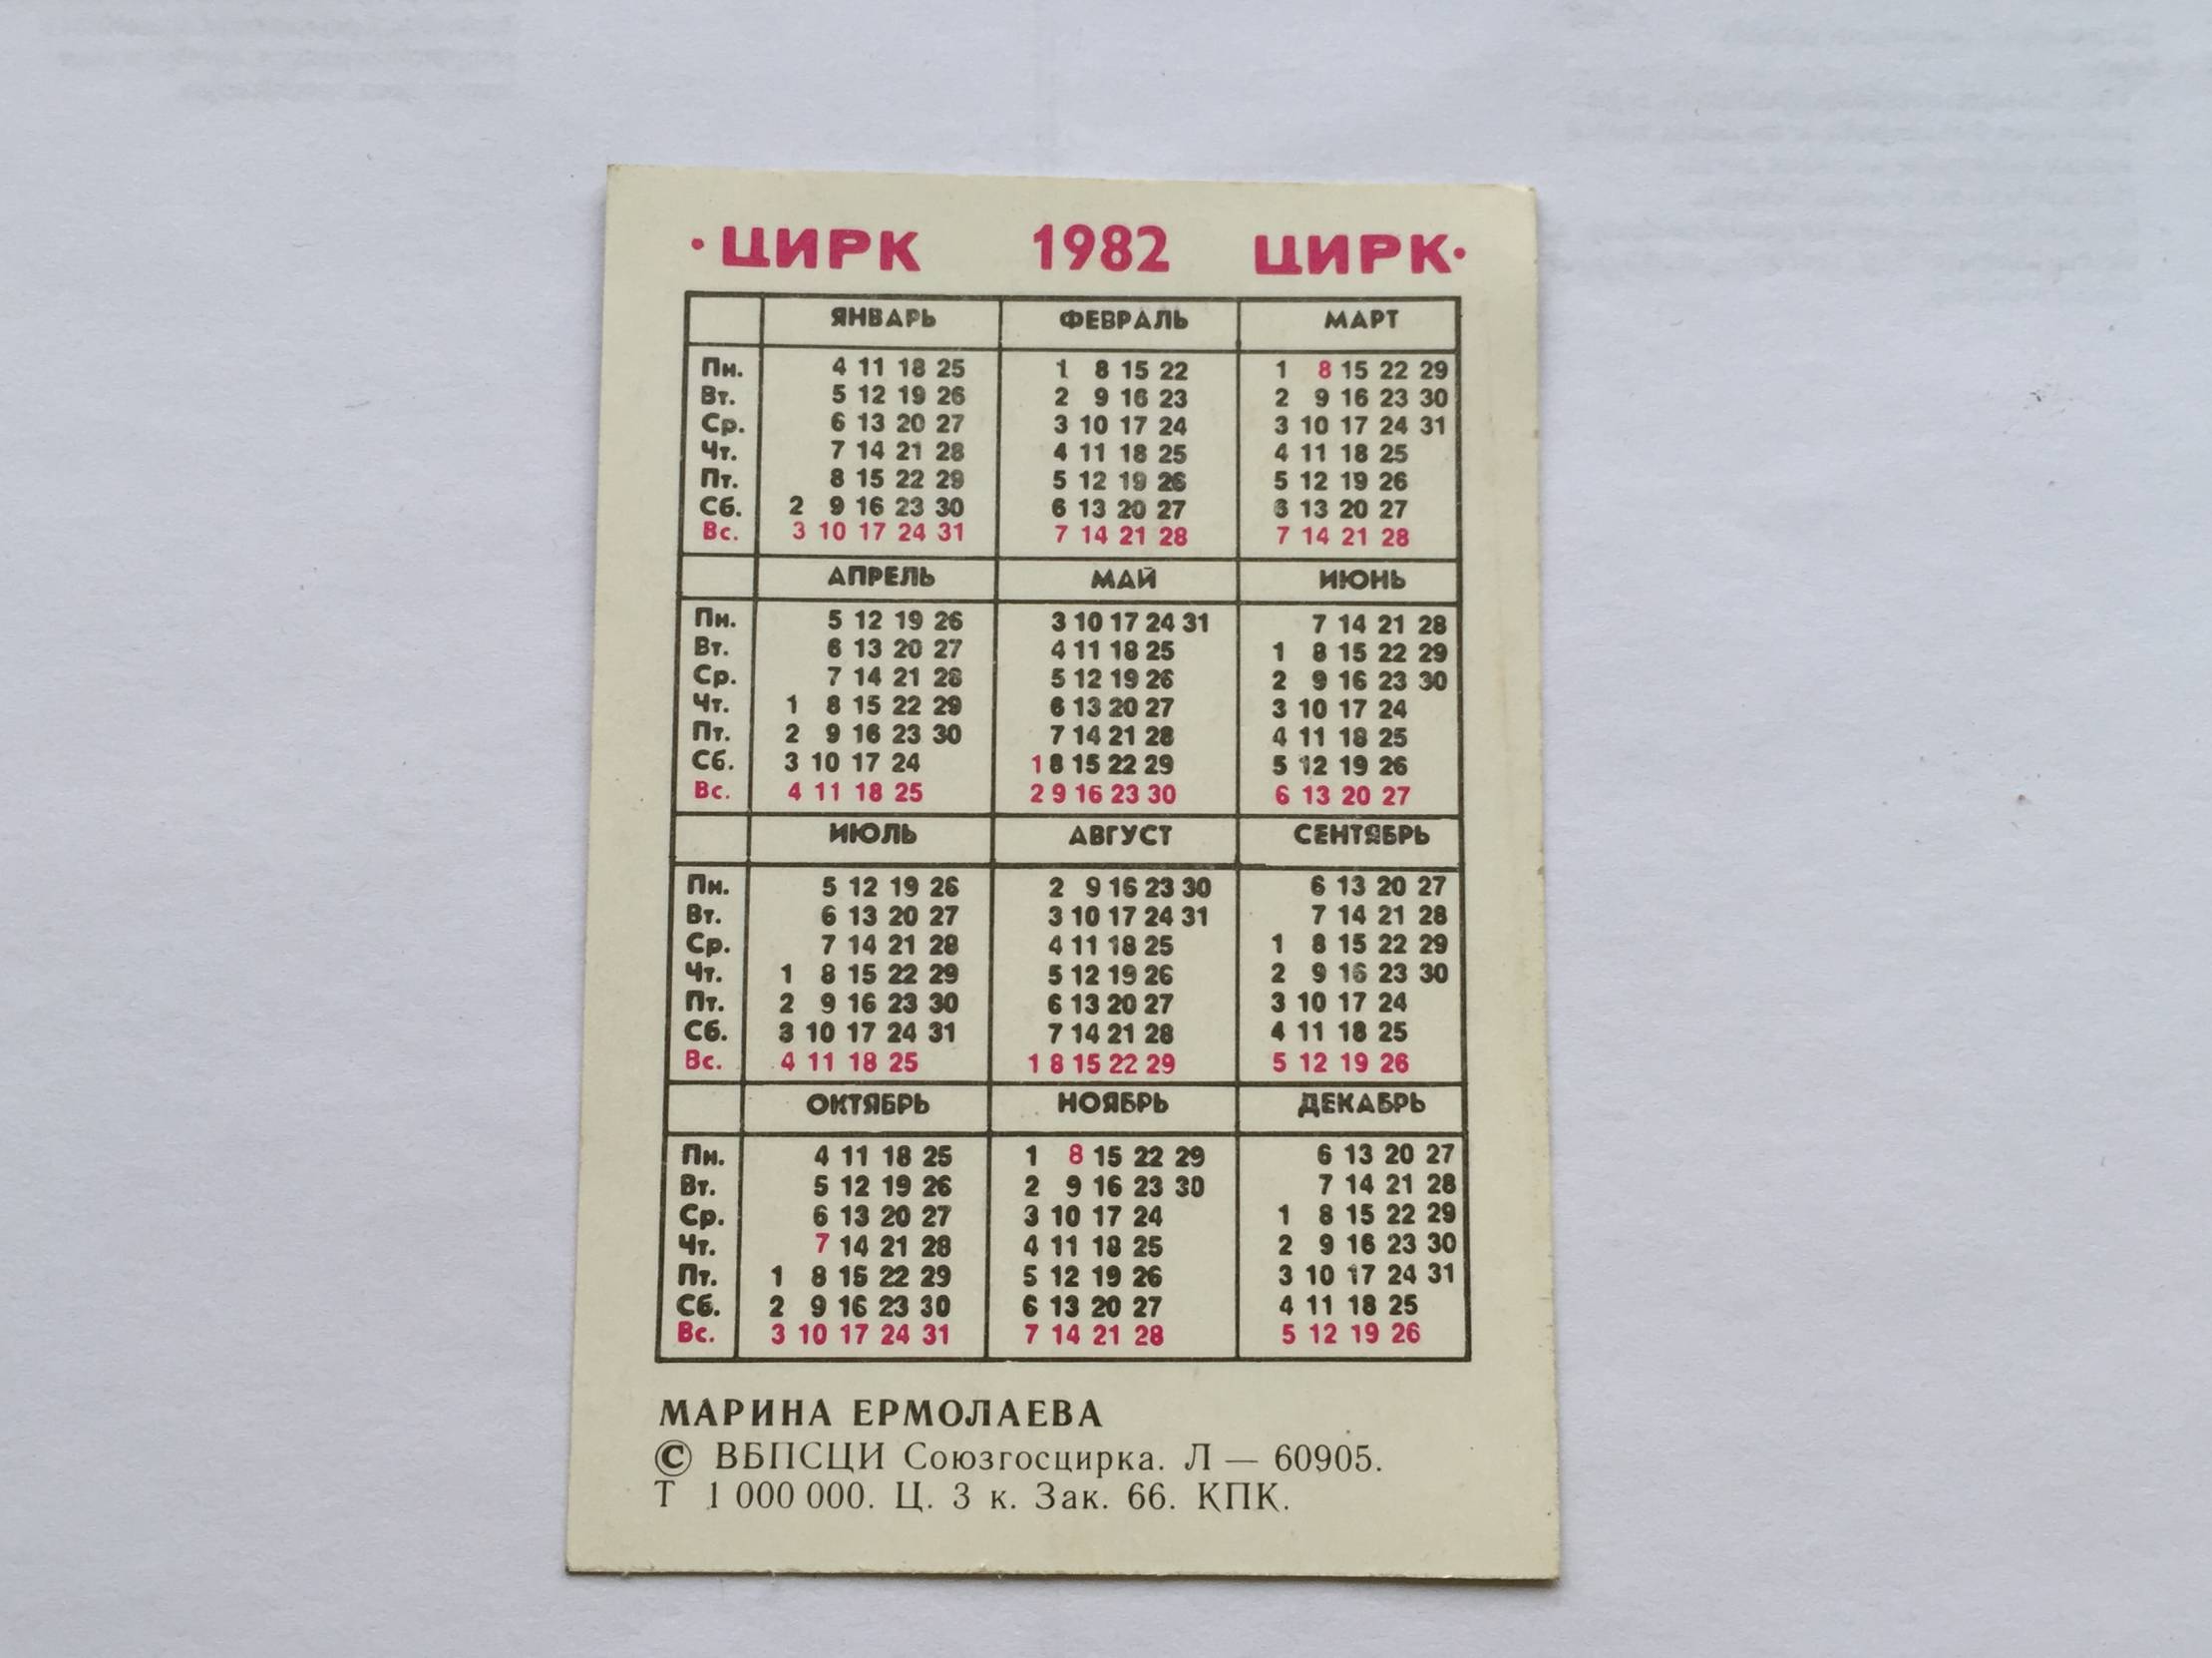 ·ЦИРК 1982 ЦИРК·
ЯНВАРЬ ФЕВРАЛЬ МАРТ
Пн. 4 11 18 25 1 8 15 22 1 8 15 22 29
Вт. 5 12 19 26 2 9 16 23 2 9 16 23 30
Ср. 6 13 20 27 3 10 17 24 3 10 17 24 31
Чт. 7 14 21 28 4 11 18 25 4 11 18 25
Пт. 8 15 22 29 5 12 19 26 5 12 19 26
Сб. 2 9 16 23 30 6 13 20 27 6 13 20 27
Вс. 3 10 17 24 31 7 14 21 28 7 14 21 28
АПРЕЛЬ МАЙ ИЮНЬ
Пн. 5 12 19 26 3 10 17 24 31 7 14 21 28
Вт. 6 13 20 27 4 11 18 25 1 8 15 22 29
Ср. 7 14 21 28 5 12 19 26 2 9 16 23 30
Чт. 1 8 15 22 29 6 13 20 27 3 10 17 24
Пт. 2 9 16 23 30 7 14 21 28 4 11 18 25
Сб. 3 10 17 24 1 8 15 22 29 5 12 19 26
Вс. 4 11 18 25 2 9 16 23 30 6 13 20 27
ИЮЛЬ АВГУСТ СЕНТЯБРЬ
Пн. 5 12 19 26 2 9 16 23 30 6 13 20 27
Вт. 6 13 20 27 3 10 17 24 31 7 14 21 28
Ср. 7 14 21 28 4 11 18 25 1 8 15 22 29
Чт. 1 8 15 22 29 5 12 19 26 2 9 16 23 30
Пт. 2 9 16 23 30 6 13 20 27 3 10 17 24
Сб. 3 10 17 24 31 7 14 21 28 4 11 18 25
Вс. 4 11 18 25 1 8 15 22 29 5 12 19 26
ОКТЯБРЬ НОЯБРЬ ДЕКАБРЬ
Пн. 4 11 18 25 1 8 15 22 29 6 13 20 27
Вт. 5 12 19 26 2 9 16 23 30 7 14 21 28
Ср. 6 13 20 27 3 10 17 24 1 8 15 22 29
Чт. 7 14 21 28 4 11 18 25 2 9 16 23 30
Пт. 1 8 15 22 29 5 12 19 26 3 10 17 24 31
Сб. 2 9 16 23 30 6 13 20 27 4 11 18 25
Вс. 3 10 17 24 31 7 14 21 28 5 12 19 26
МАРИНА ЕРМОЛАЕВА
© ВБПСЦИ Союзгосцирка. Л — 60905.
Т 1 000 000. Ц. 3 к. Зак. 66. КПК.